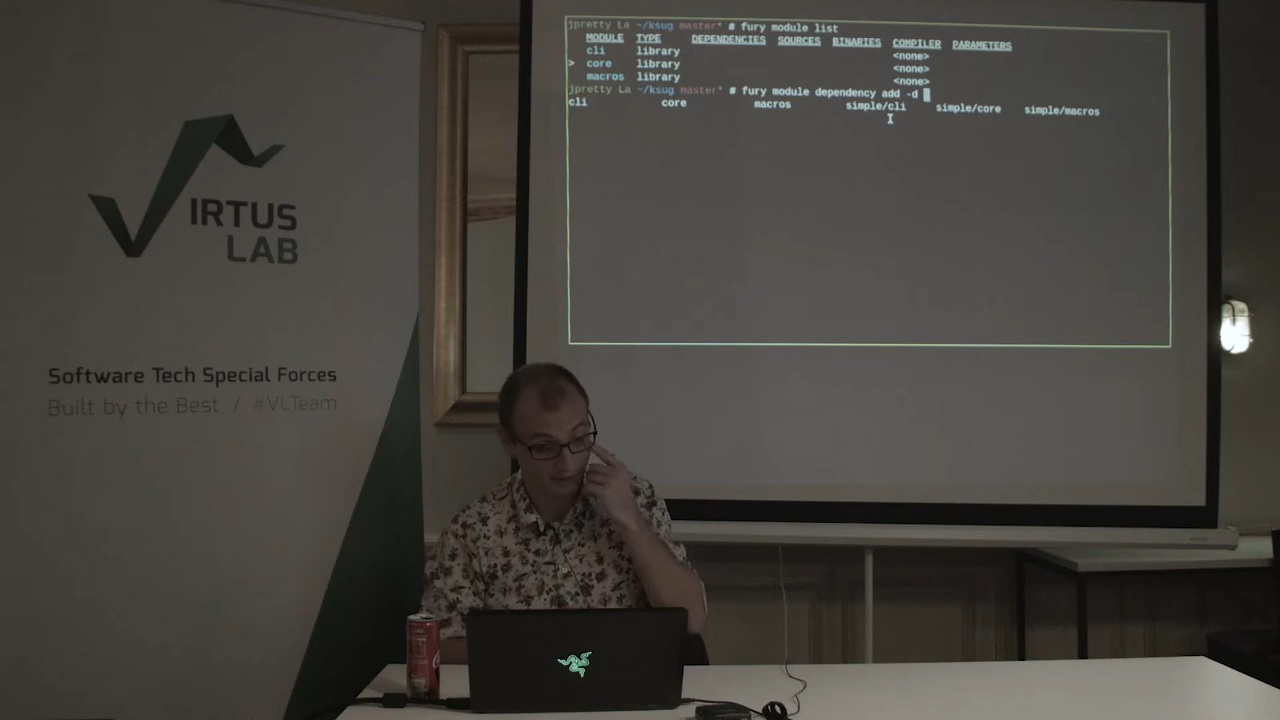 jpretty La ~/ksug master* # fury module list
MODULE TYPE DEPENDENCIES SOURCES BINARIES COMPILER PARAMETERS
cli library <none>
> core library <none>
macros library <none>
jpretty La ~/ksug master* # fury module dependency add -d
cli core macros simple/cli simple/core simple/macros
VIRTUS
LAB
Software Tech Special Forces
Built by the Best / #VLTeam